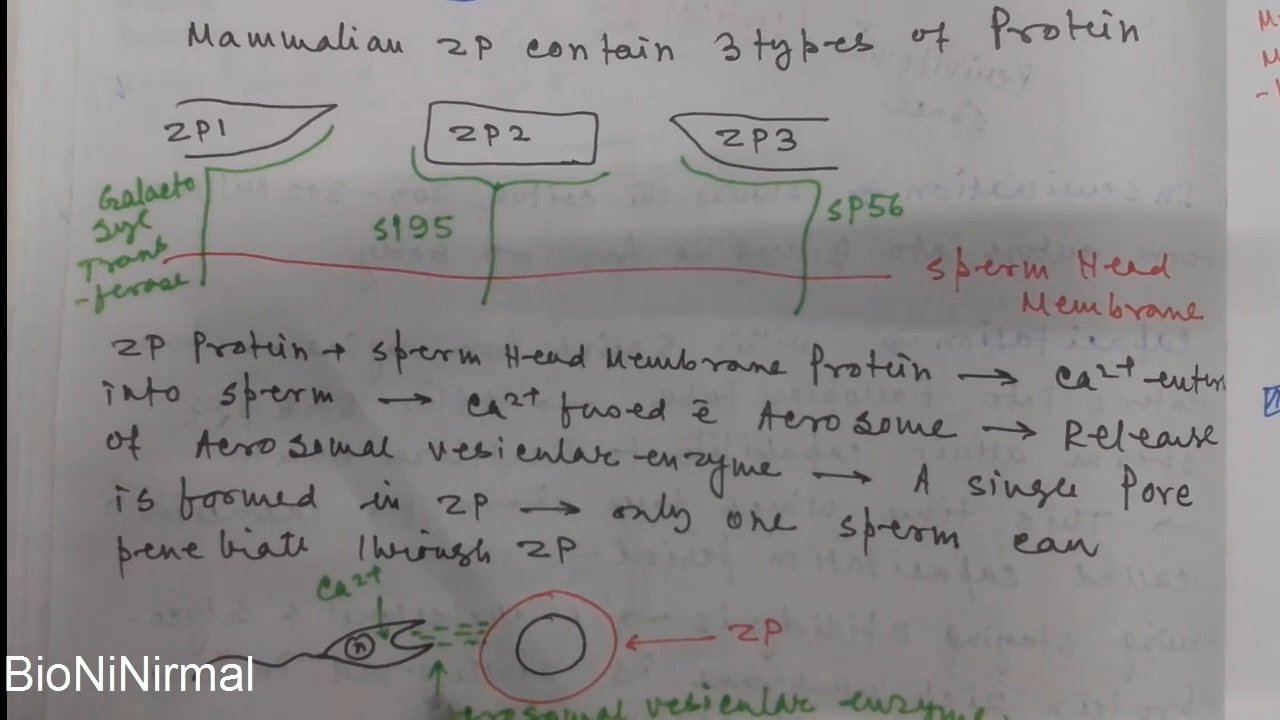 Mammalian ZP contain 3 types of Protein
ZP1
ZP2
ZP3
Galacto
Syl
Trans
-ferase
S195
SP56
Sperm Head
Membrane
ZP Protein + Sperm Head Membrane Protein → Ca²⁺ enter
into sperm → Ca²⁺ fused c̄ Acrosome → Release
of Acrosomal vesicular enzyme → A single Pore
is formed in ZP → only one sperm can
penetrate through ZP
Ca²⁺
n
ZP
Acrosomal vesicular enzyme
BioNiNirmal